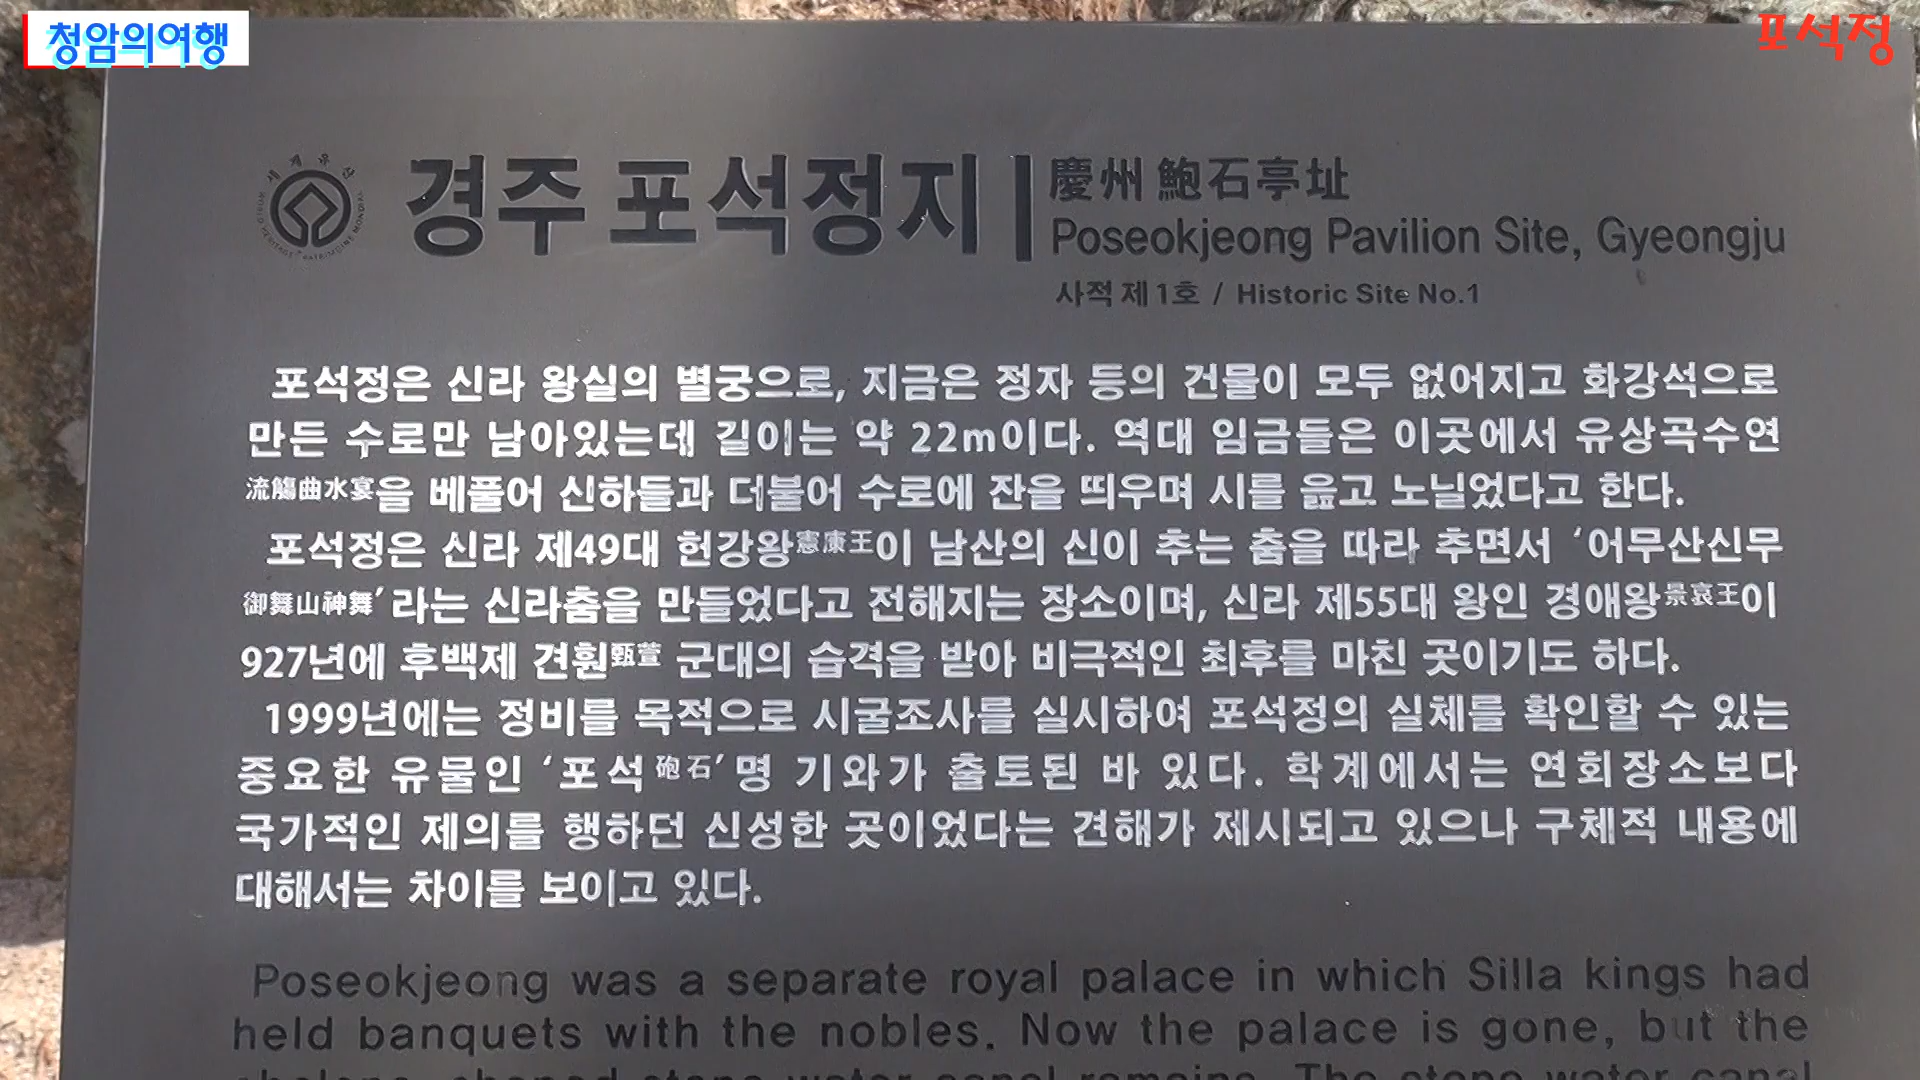 청암의여행
포석정
세계유산
경주 포석정지
慶州 鮑石亭址
Poseokjeong Pavilion Site, Gyeongju
사적 제1호 / Historic Site No.1
포석정은 신라 왕실의 별궁으로, 지금은 정자 등의 건물이 모두 없어지고 화강석으로
만든 수로만 남아있는데 길이는 약 22m이다. 역대 임금들은 이곳에서 유상곡수연
流觴曲水宴을 베풀어 신하들과 더불어 수로에 잔을 띄우며 시를 읊고 노닐었다고 한다.
포석정은 신라 제49대 헌강왕憲康王이 남산의 신이 추는 춤을 따라 추면서 ‘어무산신무
御舞山神舞’라는 신라춤을 만들었다고 전해지는 장소이며, 신라 제55대 왕인 경애왕景哀王이
927년에 후백제 견훤甄萱 군대의 습격을 받아 비극적인 최후를 마친 곳이기도 하다.
1999년에는 정비를 목적으로 시굴조사를 실시하여 포석정의 실체를 확인할 수 있는
중요한 유물인 ‘포석砲石’명 기와가 출토된 바 있다. 학계에서는 연회장소보다
국가적인 제의를 행하던 신성한 곳이었다는 견해가 제시되고 있으나 구체적 내용에
대해서는 차이를 보이고 있다.
Poseokjeong was a separate royal palace in which Silla kings had
held banquets with the nobles. Now the palace is gone, but the
stone water canal remains. The stone water canal